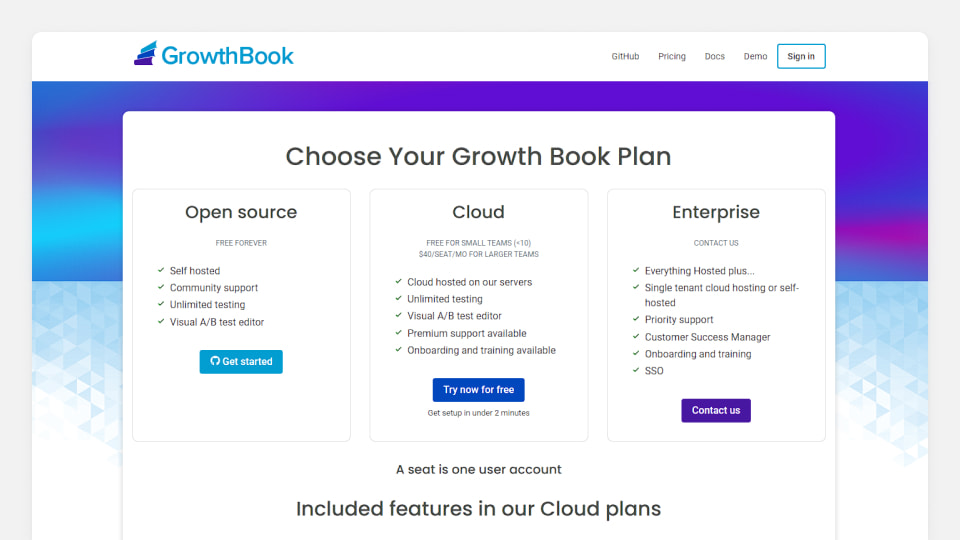 GrowthBook
GitHub Pricing Docs Demo Sign in
Choose Your Growth Book Plan
Open source
FREE FOREVER
Self hosted
Community support
Unlimited testing
Visual A/B test editor
Get started
Cloud
FREE FOR SMALL TEAMS (<10)
$40/SEAT/MO FOR LARGER TEAMS
Cloud hosted on our servers
Unlimited testing
Visual A/B test editor
Premium support available
Onboarding and training available
Try now for free
Get setup in under 2 minutes
Enterprise
CONTACT US
Everything Hosted plus...
Single tenant cloud hosting or self-
hosted
Priority support
Customer Success Manager
Onboarding and training
SSO
Contact us
A seat is one user account
Included features in our Cloud plans